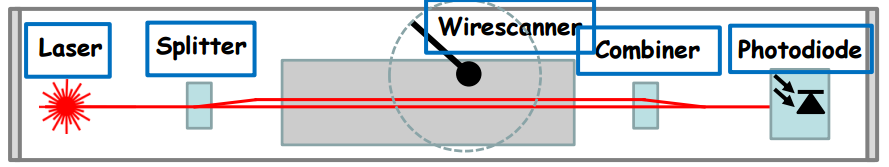 Laser
Splitter
Wirescanner
Combiner
Photodiode